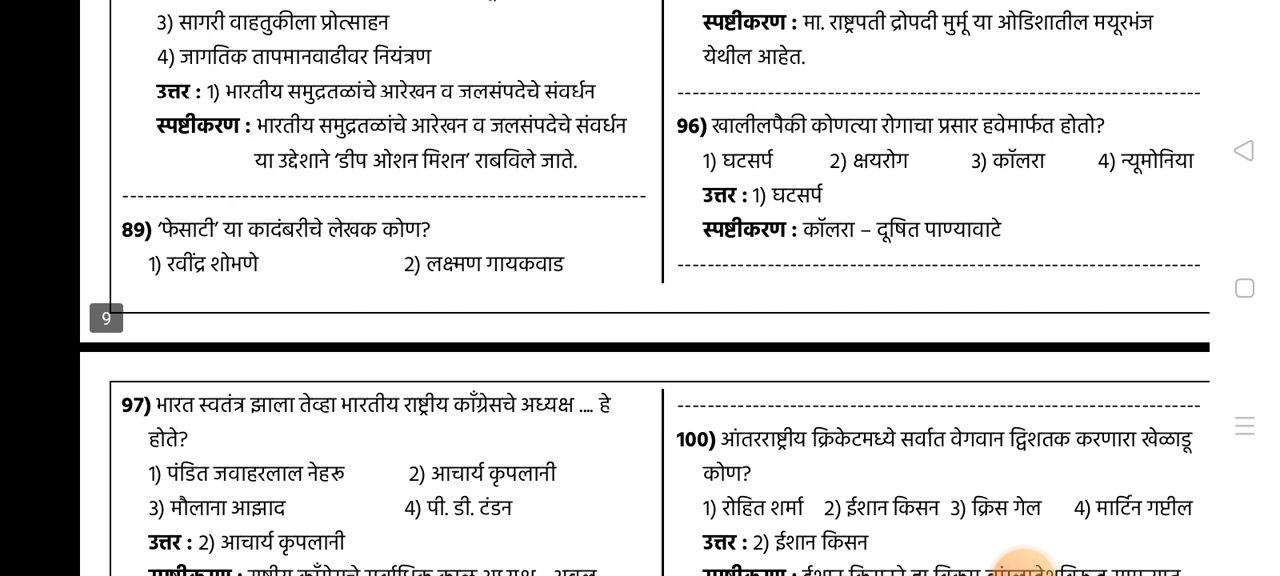 3) सागरी वाहतुकीला प्रोत्साहन
4) जागतिक तापमानवाढीवर नियंत्रण
उत्तर : 1) भारतीय समुद्रतळांचे आरेखन व जलसंपदेचे संवर्धन
स्पष्टीकरण : भारतीय समुद्रतळांचे आरेखन व जलसंपदेचे संवर्धन
या उद्देशाने ‘डीप ओशन मिशन’ राबविले जाते.
89) ‘फेसाटी’ या कादंबरीचे लेखक कोण?
1) रवींद्र शोभणे 2) लक्ष्मण गायकवाड
स्पष्टीकरण : मा. राष्ट्रपती द्रोपदी मुर्मू या ओडिशातील मयूरभंज
येथील आहेत.
96) खालीलपैकी कोणत्या रोगाचा प्रसार हवेमार्फत होतो?
1) घटसर्प 2) क्षयरोग 3) कॉलरा 4) न्यूमोनिया
उत्तर : 1) घटसर्प
स्पष्टीकरण : कॉलरा – दूषित पाण्यावाटे
9
97) भारत स्वतंत्र झाला तेव्हा भारतीय राष्ट्रीय काँग्रेसचे अध्यक्ष .... हे
होते?
1) पंडित जवाहरलाल नेहरू 2) आचार्य कृपलानी
3) मौलाना आझाद 4) पी. डी. टंडन
उत्तर : 2) आचार्य कृपलानी
100) आंतरराष्ट्रीय क्रिकेटमध्ये सर्वात वेगवान द्विशतक करणारा खेळाडू
कोण?
1) रोहित शर्मा 2) ईशान किसन 3) क्रिस गेल 4) मार्टिन गप्टील
उत्तर : 2) ईशान किसन